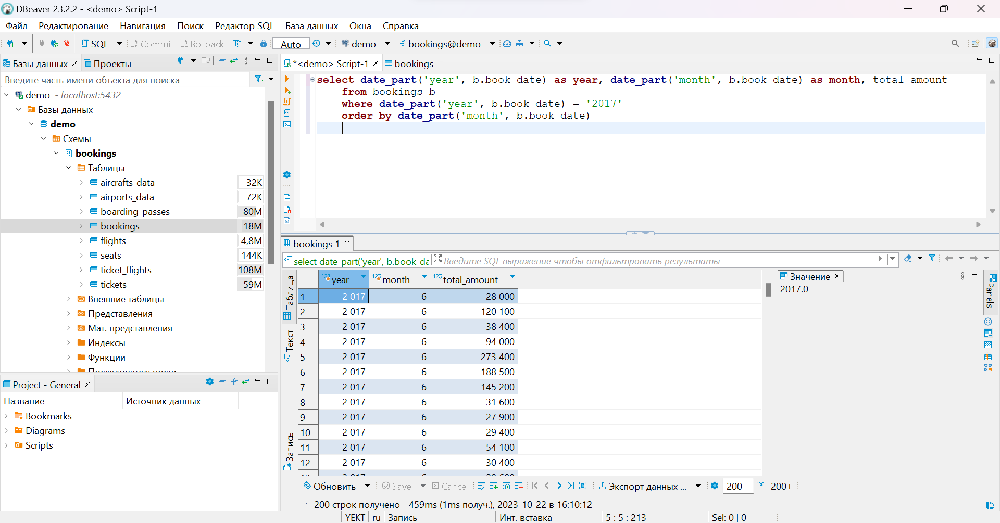 DBeaver 23.2.2 - <demo> Script-1
Файл Редактирование Навигация Поиск Редактор SQL База данных Окна Справка
SQL Commit Rollback Auto demo bookings@demo
Базы данных Проекты
Введите часть имени объекта для поиска
demo - localhost:5432
Базы данных
demo
Схемы
bookings
Таблицы
aircrafts_data 32K
airports_data 72K
boarding_passes 80M
bookings 18M
flights 4,8M
seats 144K
ticket_flights 108M
tickets 59M
Внешние таблицы
Представления
Мат. представления
Индексы
Функции
Последовательности
Project - General
Название Источник данных
Bookmarks
Diagrams
Scripts
*<demo> Script-1 bookings
select date_part('year', b.book_date) as year, date_part('month', b.book_date) as month, total_amount
from bookings b
where date_part('year', b.book_date) = '2017'
order by date_part('month', b.book_date)
bookings 1
select date_part('year', b.book_da Введите SQL выражение чтобы отфильтровать результаты
Таблица
Текст
Запись
123 year 123 month 123 total_amount
1 2 017 6 28 000
2 2 017 6 120 100
3 2 017 6 38 400
4 2 017 6 94 000
5 2 017 6 273 400
6 2 017 6 188 500
7 2 017 6 145 200
8 2 017 6 31 600
9 2 017 6 27 900
10 2 017 6 29 400
11 2 017 6 54 100
12 2 017 6 30 400
Значение
2017.0
Panels
Обновить Save Cancel Экспорт данных ... 200 200+
200 строк получено - 459ms (1ms получ.), 2023-10-22 в 16:10:12
YEKT ru Запись Инт. вставка 5 : 5 : 213 Sel: 0 | 0